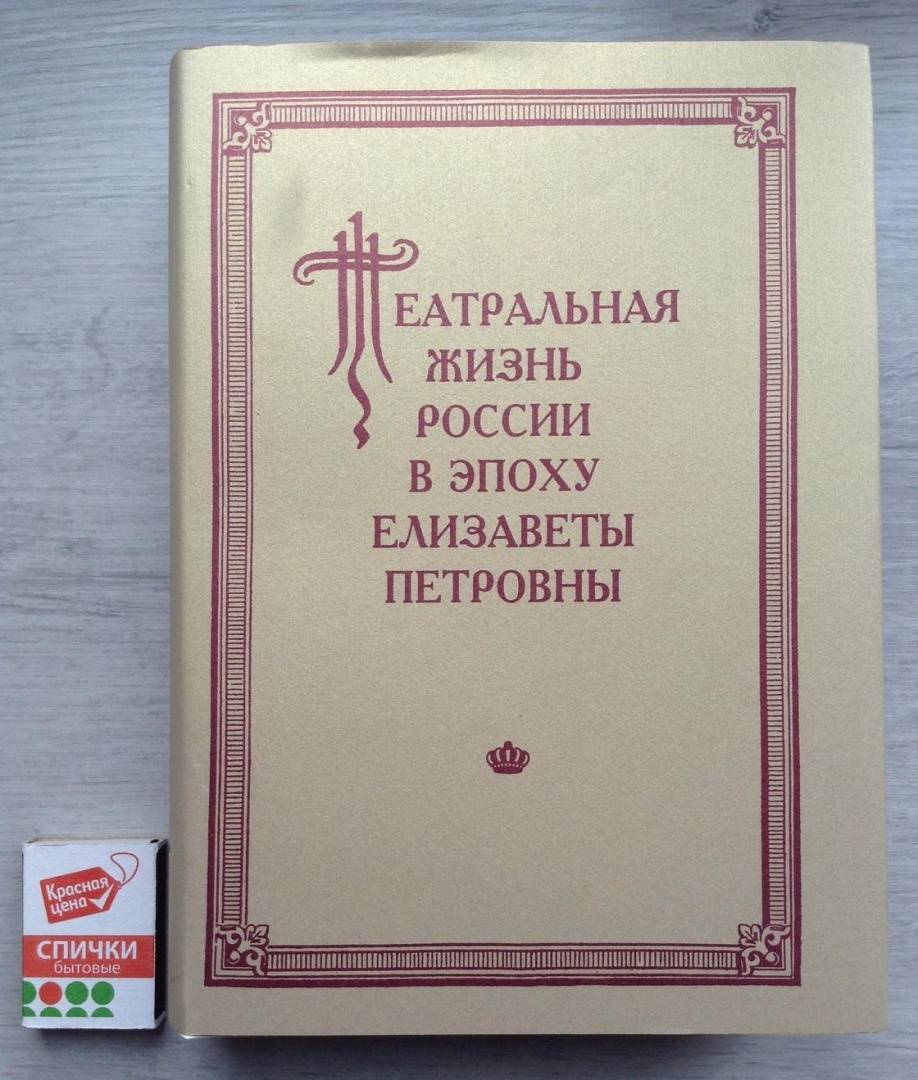 ТЕАТРАЛЬНАЯ
ЖИЗНЬ
РОССИИ
В ЭПОХУ
ЕЛИЗАВЕТЫ
ПЕТРОВНЫ
Красная
цена
СПИЧКИ
бытовые